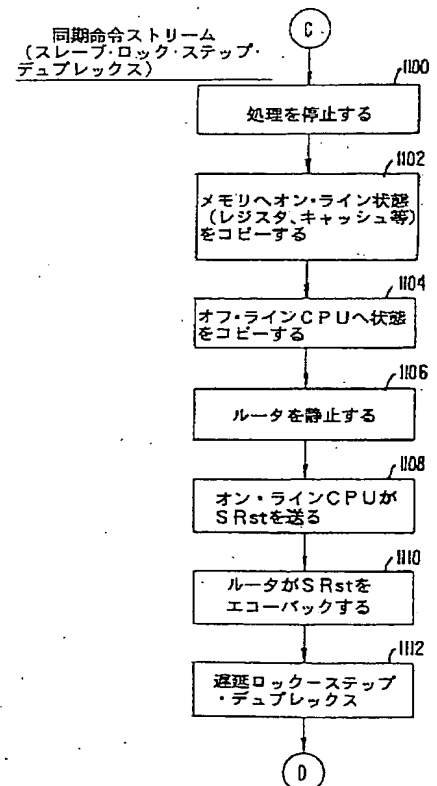 同期命令ストリーム
(スレーブ・ロック・ステップ・
デュプレックス)
C
1100
処理を停止する
1102
メモリへオン・ライン状態
(レジスタ、キャッシュ等)
をコピーする
1104
オフ・ラインCPUへ状態
をコピーする
1106
ルータを静止する
1108
オン・ラインCPUが
SRstを送る
1110
ルータがSRstを
エコーバックする
1112
遅延ロックーステップ
・デュプレックス
D